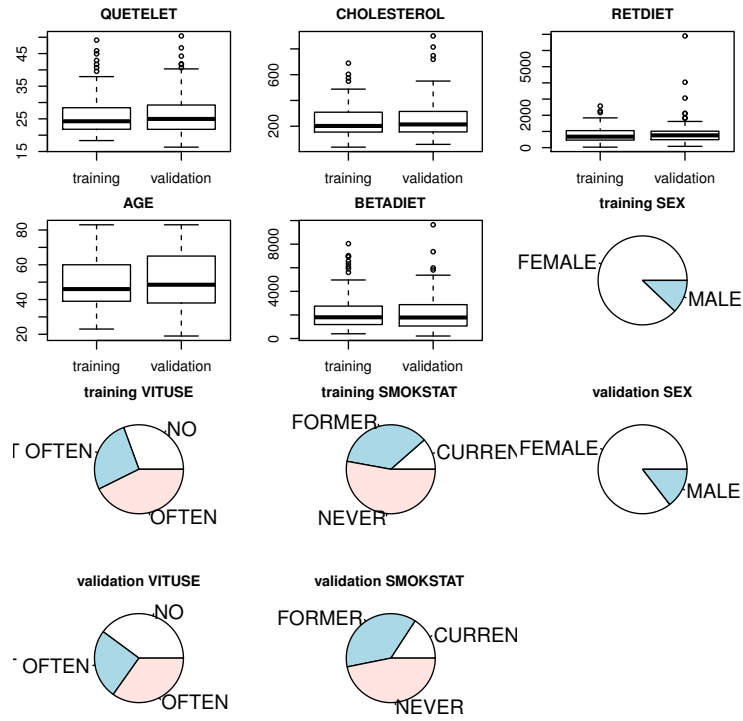 QUETELET
15 25 35 45
training validation
CHOLESTEROL
200 600
training validation
RETDIET
0 2000 5000
training validation
AGE
20 40 60 80
training validation
BETADIET
0 4000 8000
training validation
training SEX
FEMALE
MALE
training VITUSE
NO
T OFTEN
OFTEN
training SMOKSTAT
FORMER
CURREN
NEVER
validation SEX
FEMALE
MALE
validation VITUSE
NO
T OFTEN
OFTEN
validation SMOKSTAT
FORMER
CURREN
NEVER